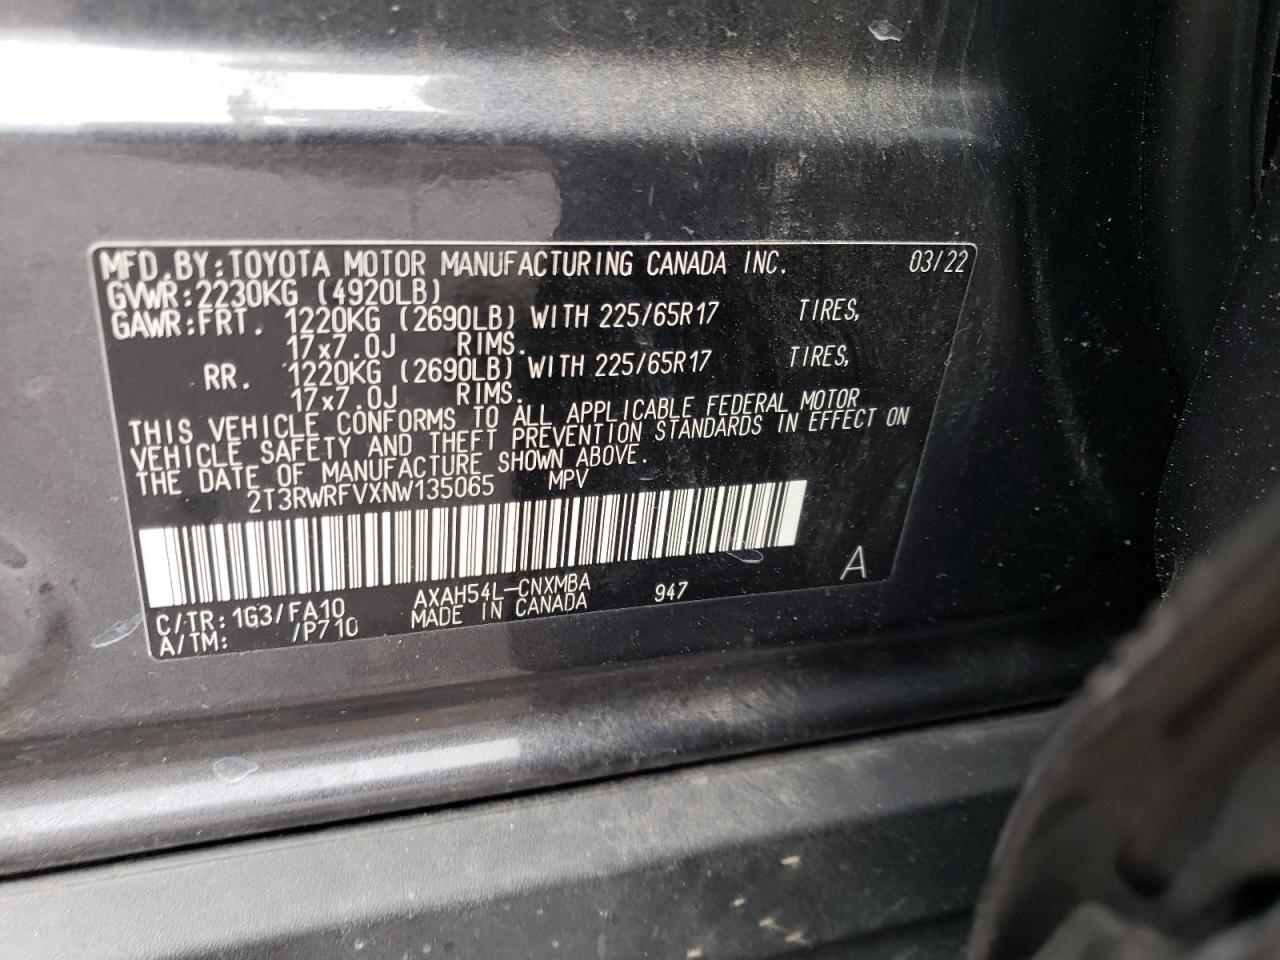 MFD.BY:TOYOTA MOTOR MANUFACTURING CANADA INC. 03/22
GVWR:2230KG (4920LB)
GAWR:FRT. 1220KG (2690LB) WITH 225/65R17 TIRES,
17x7.0J RIMS.
RR. 1220KG (2690LB) WITH 225/65R17 TIRES,
17x7.0J RIMS.
THIS VEHICLE CONFORMS TO ALL APPLICABLE FEDERAL MOTOR
VEHICLE SAFETY AND THEFT PREVENTION STANDARDS IN EFFECT ON
THE DATE OF MANUFACTURE SHOWN ABOVE.
2T3RWRFVXNW135065 MPV
C/TR:1G3/FA10 AXAH54L-CNXMBA 947 A
A/TM: /P710 MADE IN CANADA